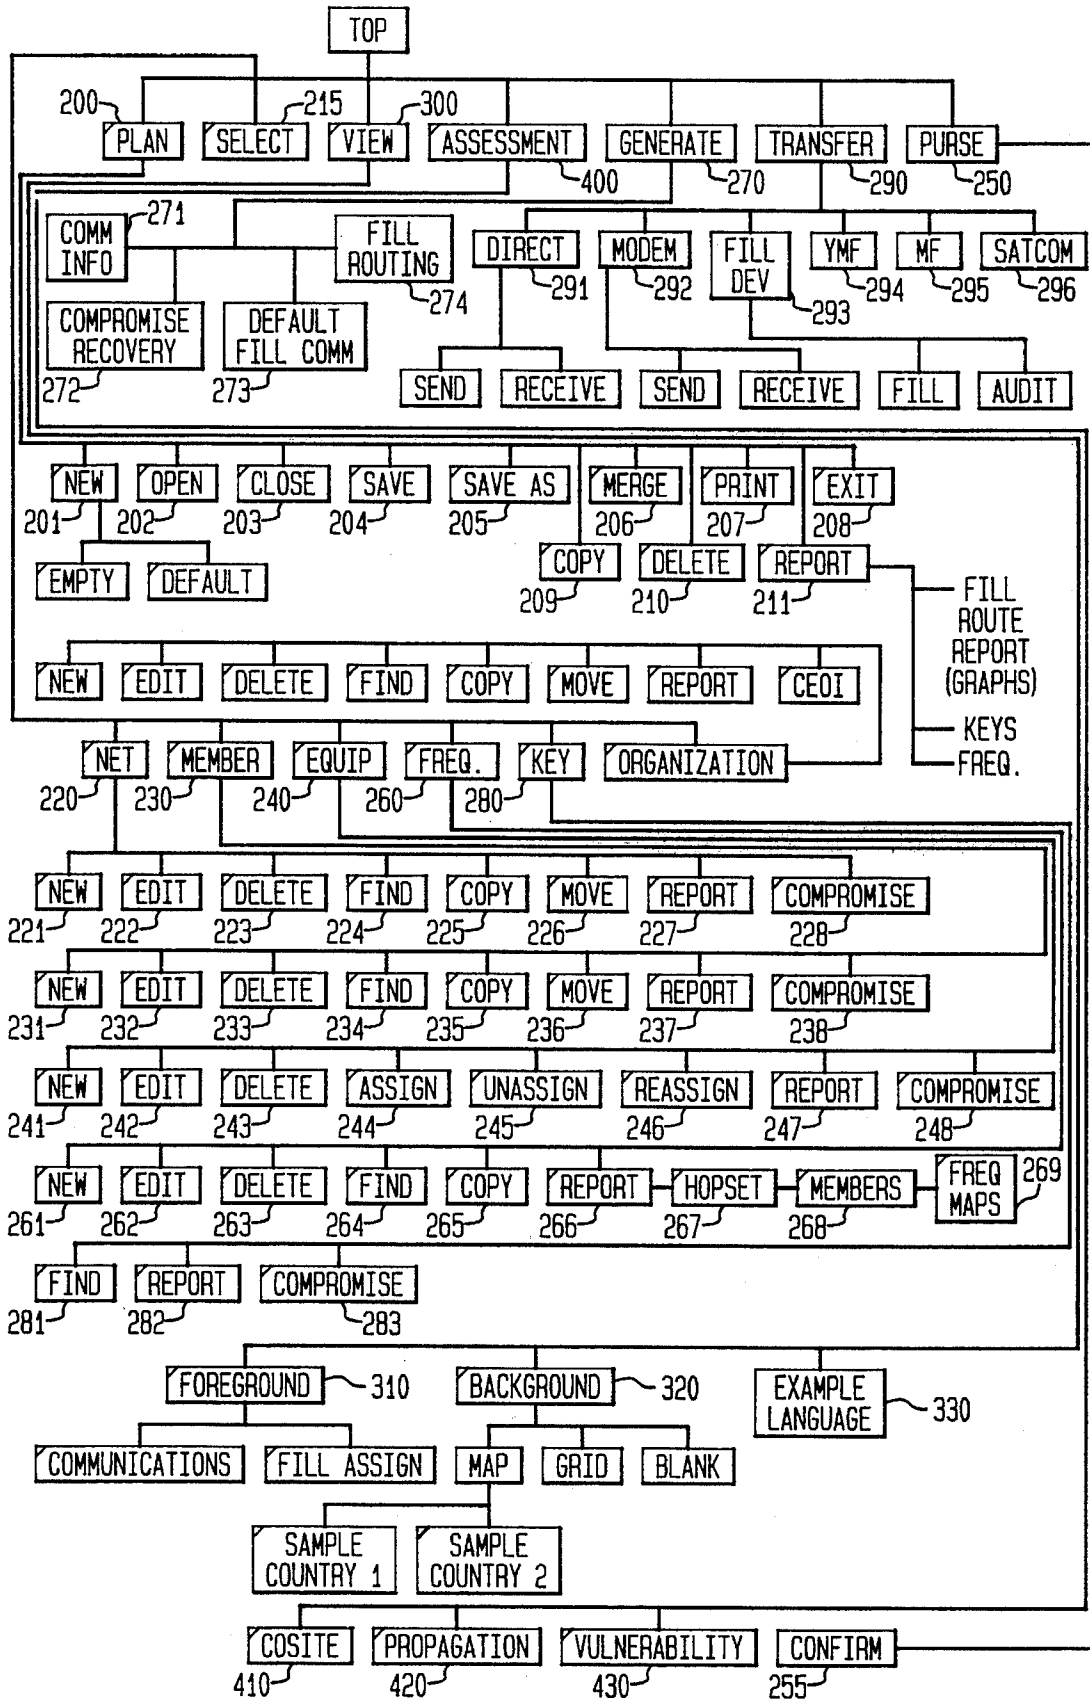 TOP
200 215 300
PLAN SELECT VIEW ASSESSMENT GENERATE TRANSFER PURSE
400 270 290 250
271
COMM
INFO
FILL
ROUTING
274
DIRECT MODEM FILL
DEV YMF MF SATCOM
291 292 293 294 295 296
COMPROMISE
RECOVERY
272
DEFAULT
FILL COMM
273
SEND RECEIVE SEND RECEIVE FILL AUDIT
NEW OPEN CLOSE SAVE SAVE AS MERGE PRINT EXIT
201 202 203 204 205 206 207 208
EMPTY DEFAULT
COPY DELETE REPORT
209 210 211
FILL
ROUTE
REPORT
(GRAPHS)
KEYS
FREQ.
NEW EDIT DELETE FIND COPY MOVE REPORT CEOI
NET MEMBER EQUIP FREQ. KEY ORGANIZATION
220 230 240 260 280
NEW EDIT DELETE FIND COPY MOVE REPORT COMPROMISE
221 222 223 224 225 226 227 228
NEW EDIT DELETE FIND COPY MOVE REPORT COMPROMISE
231 232 233 234 235 236 237 238
NEW EDIT DELETE ASSIGN UNASSIGN REASSIGN REPORT COMPROMISE
241 242 243 244 245 246 247 248
NEW EDIT DELETE FIND COPY REPORT HOPSET MEMBERS FREQ
MAPS 269
261 262 263 264 265 266 267 268
FIND REPORT COMPROMISE
281 282 283
FOREGROUND 310 BACKGROUND 320 EXAMPLE
LANGUAGE 330
COMMUNICATIONS FILL ASSIGN MAP GRID BLANK
SAMPLE
COUNTRY 1
SAMPLE
COUNTRY 2
COSITE PROPAGATION VULNERABILITY CONFIRM
410 420 430 255